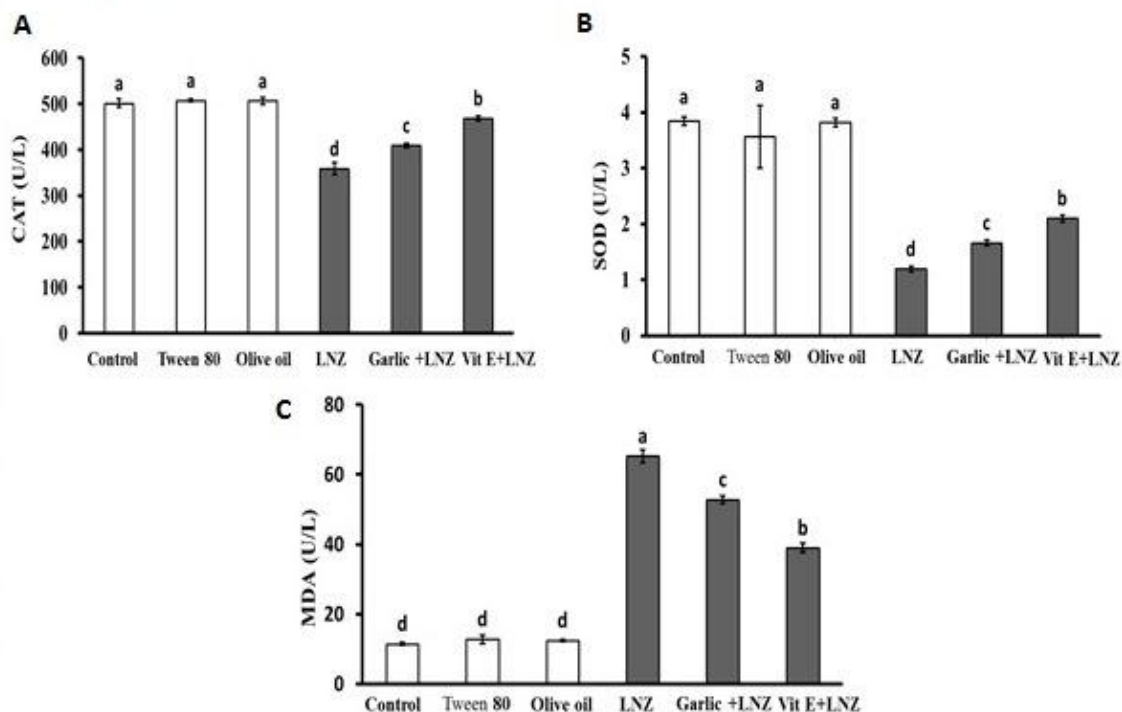 A
CAT (U/L)
600
500
400
300
200
100
0
a
a
a
d
c
b
Control Tween 80 Olive oil LNZ Garlic +LNZ Vit E+LNZ
B
SOD (U/L)
5
4
3
2
1
0
a
a
a
d
c
b
Control Tween 80 Olive oil LNZ Garlic +LNZ Vit E+LNZ
C
MDA (U/L)
80
60
40
20
0
d
d
d
a
c
b
Control Tween 80 Olive oil LNZ Garlic +LNZ Vit E+LNZ